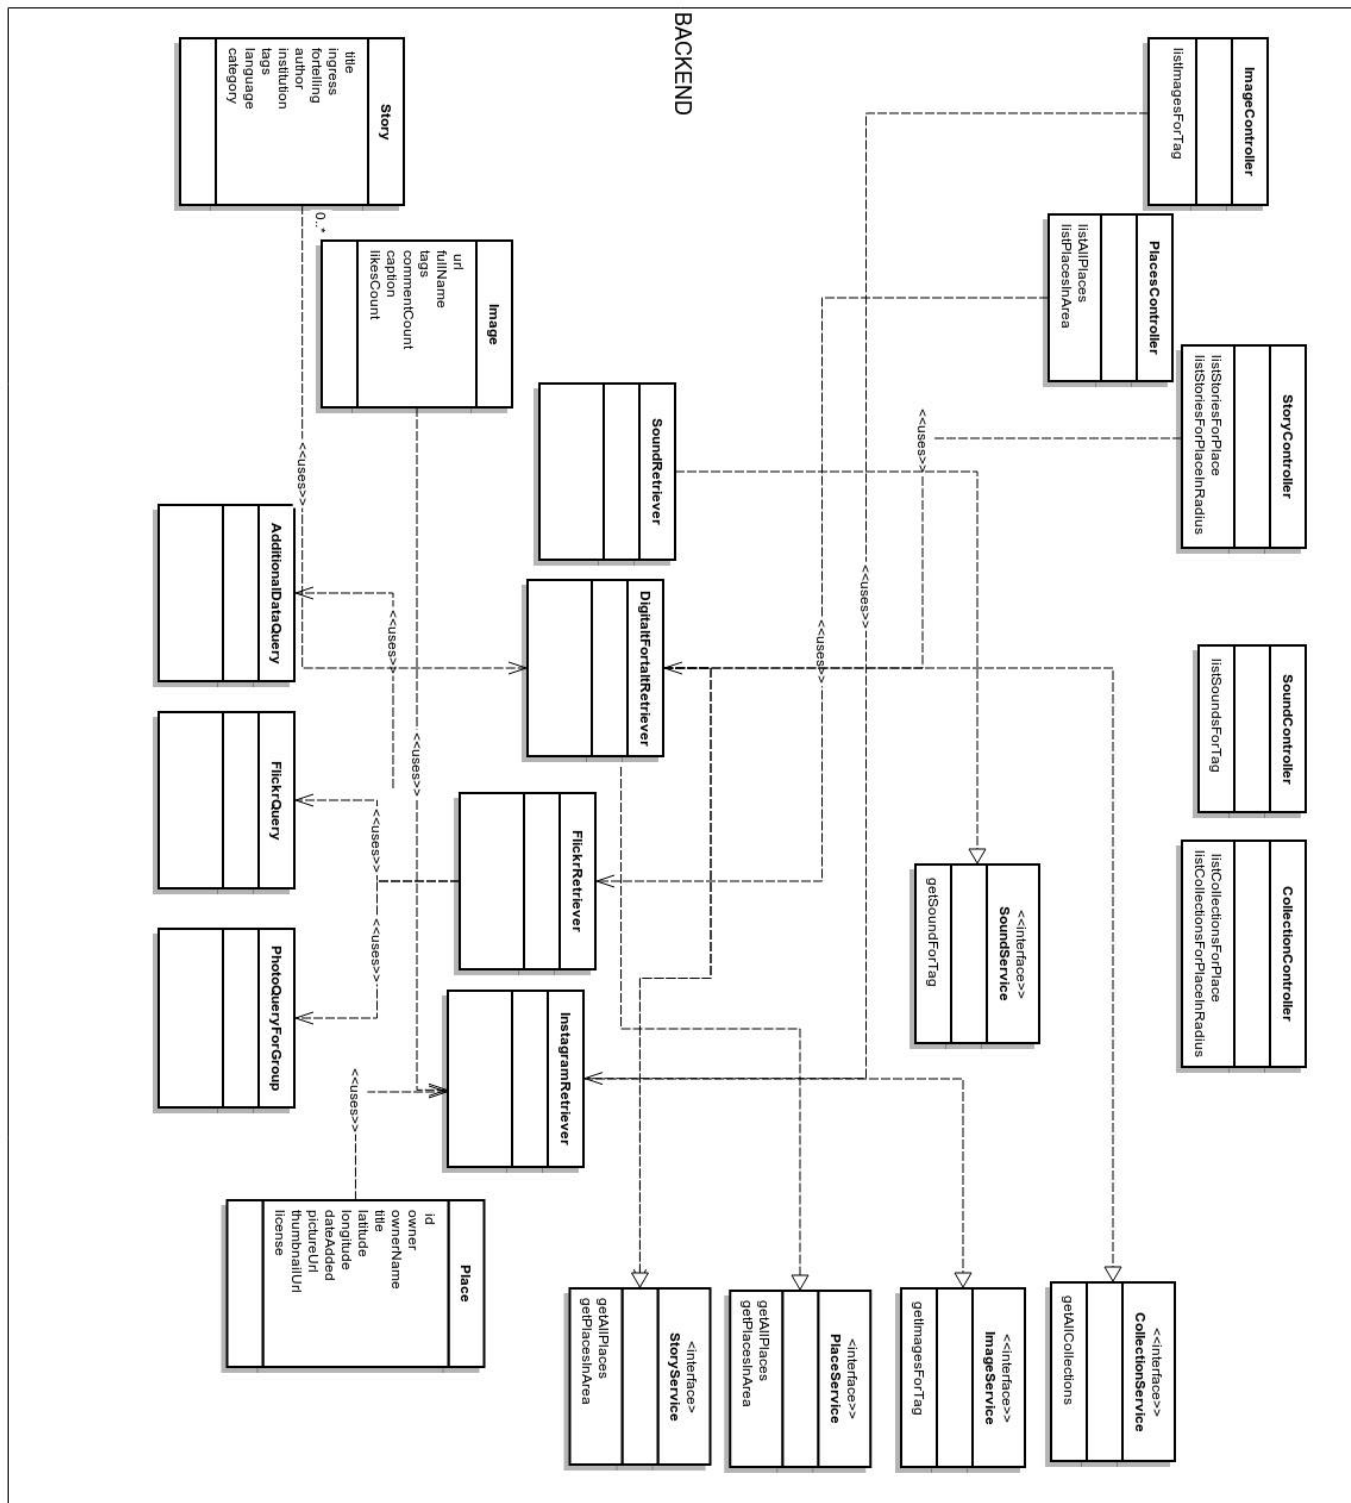 BACKEND
ImageController
listImagesForTag
PlacesController
listAllPlaces
listPlacesInArea
StoryController
listStoriesForPlace
listStoriesForPlaceInRadius
SoundController
listSoundsForTag
CollectionController
listCollectionsForPlace
listCollectionsForPlaceInRadius
<<uses>>
<<uses>>
<<uses>>
<<interface>>
SoundService
getSoundForTag
<<interface>>
CollectionService
getAllCollections
<<interface>>
ImageService
getImagesForTag
<interface>>
PlaceService
getAllPlaces
getPlacesInArea
<interface>
StoryService
getAllPlaces
getPlacesInArea
SoundRetriever
DigitaltFortaltRetriever
FlickrRetriever
InstagramRetriever
Story
title
ingress
fortelling
author
institution
tags
language
category
0..*
Image
url
fullName
tags
commentCount
caption
likesCount
<<uses>>
<<uses>>
<<uses>>
<<uses>>
<<uses>>
<<uses>>
AdditionalDataQuery
FlickrQuery
PhotoQueryForGroup
Place
id
owner
ownerName
title
latitude
longitude
dateAdded
pictureUrl
thumbnailUrl
license